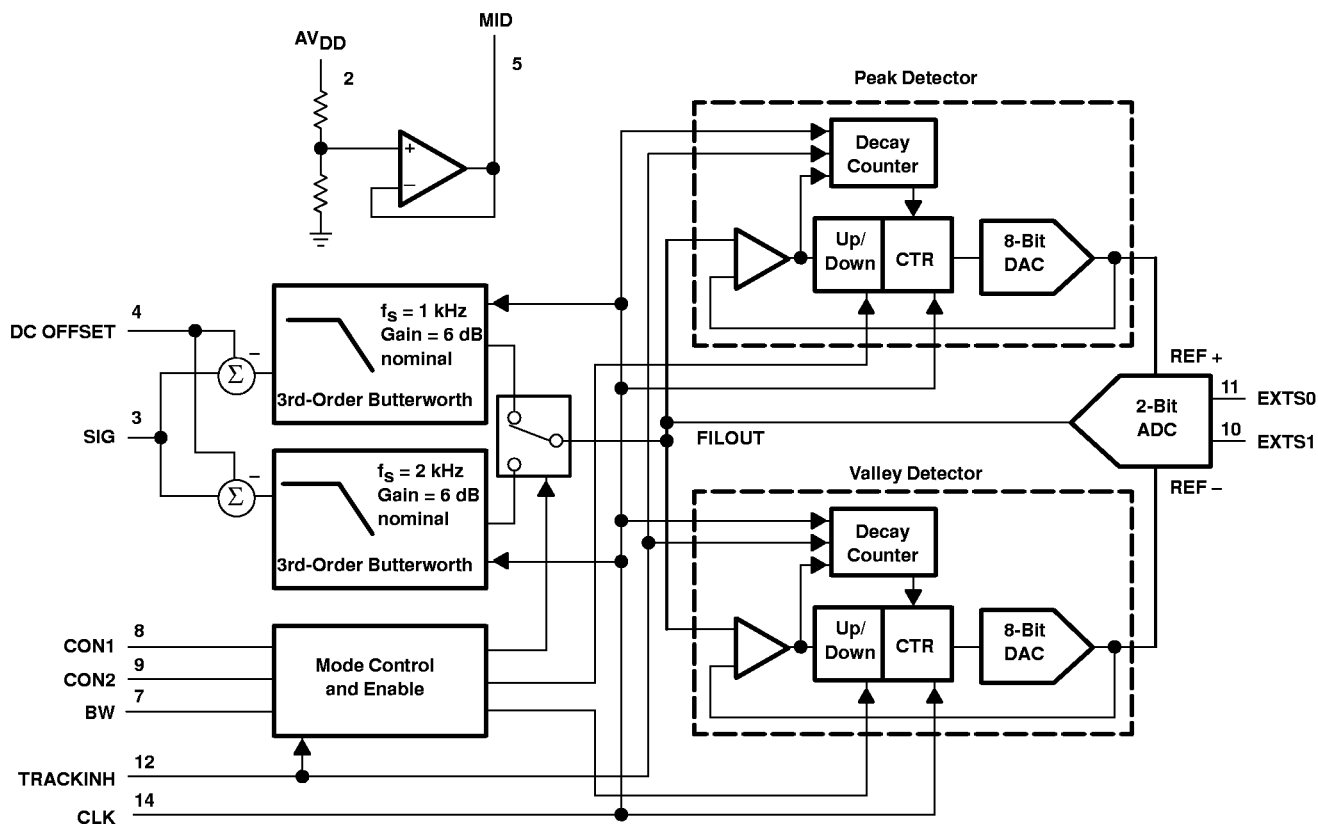 MID
AVDD
5
2
+
–
Peak Detector
Decay
Counter
Up/
Down
CTR
8-Bit
DAC
4
DC OFFSET
–
Σ
fS = 1 kHz
Gain = 6 dB
nominal
3rd-Order Butterworth
REF +
2-Bit
ADC
11
EXTS0
10
EXTS1
REF –
3
SIG
FILOUT
–
Σ
fS = 2 kHz
Gain = 6 dB
nominal
3rd-Order Butterworth
Valley Detector
Decay
Counter
Up/
Down
CTR
8-Bit
DAC
8
CON1
9
CON2
7
BW
Mode Control
and Enable
12
TRACKINH
14
CLK